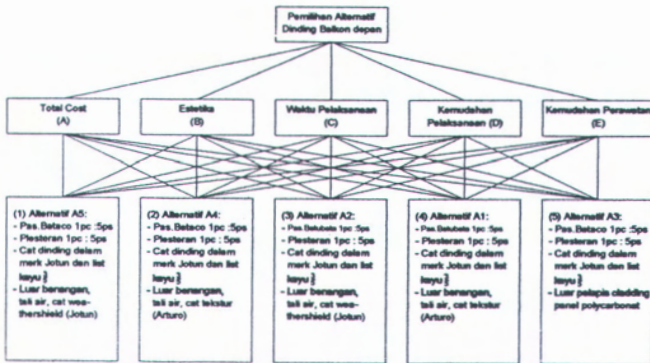 Pemilihan Alternatif
Dinding Balkon depan
Total Cost
(A)
Estetika
(B)
Waktu Pelaksanaan
(C)
Kemudahan
Pelaksanaan (D)
Kemudahan Perawatan
(E)
(1) Alternatif A5:
- Pas.Bataco 1pc :5ps
- Plesteran 1pc : 5ps
- Cat dinding dalam
merk Jotun dan list
kayu
- Luar benangan,
tali air, cat wea-
thershield (Jotun)
(2) Alternatif A4:
- Pas.Bataco 1pc :5ps
- Plesteran 1pc : 5ps
- Cat dinding dalam
merk Jotun dan list
kayu
- Luar benangan,
tali air, cat tekstur
(Arturo)
(3) Alternatif A2:
- Pas.Batubata 1pc :5ps
- Plesteran 1pc : 5ps
- Cat dinding dalam
merk Jotun dan list
kayu
- Luar benangan,
tali air, cat wea-
thershield (Jotun)
(4) Alternatif A1:
- Pas.Batubata 1pc :5ps
- Plesteran 1pc : 5ps
- Cat dinding dalam
merk Jotun dan list
kayu
- Luar benangan,
tali air, cat tekstur
(Arturo)
(5) Alternatif A3:
- Pas.Bataco 1pc :5ps
- Plesteran 1pc : 5ps
- Cat dinding dalam
merk Jotun dan list
kayu
- Luar pelapis cladding
panel polycarbonat